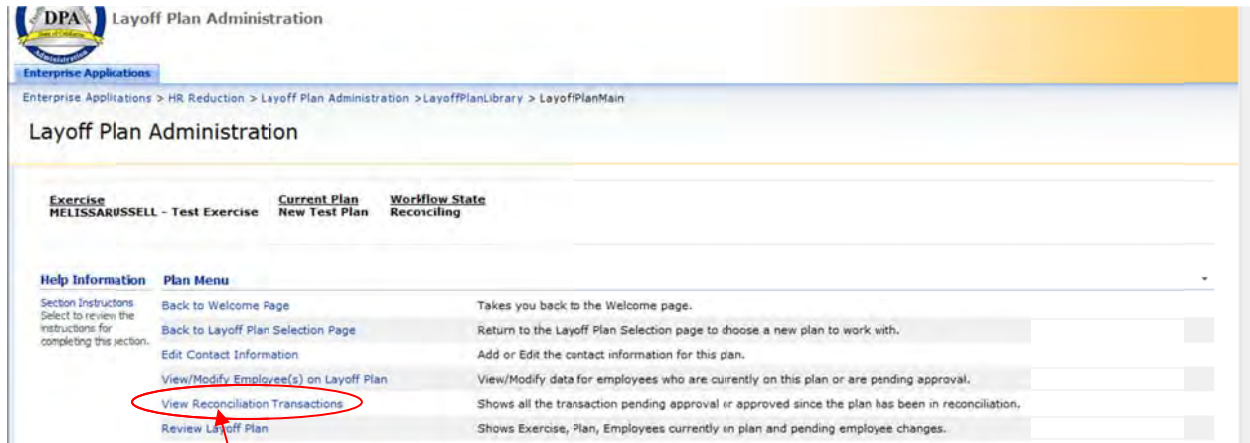 DPA Layoff Plan Administration
State of California
Administration
Enterprise Applications
Enterprise Applications > HR Reduction > Layoff Plan Administration >LayoffPlanLibrary > LayoffPlanMain
Layoff Plan Administration
Exercise Current Plan Workflow State
MELISSARUSSELL - Test Exercise New Test Plan Reconciling
Help Information Plan Menu
Section Instructons
Select to review the
instructions for
completing this section.
Back to Welcome Page Takes you back to the Welcome page.
Back to Layoff Plan Selection Page Return to the Layoff Plan Selection page to choose a new plan to work with.
Edit Contact Information Add or Edit the contact information for this plan.
View/Modify Employee(s) on Layoff Plan View/Modify data for employees who are currently on this plan or are pending approval.
View Reconciliation Transactions Shows all the transaction pending approval or approved since the plan has been in reconciliation.
Review Layoff Plan Shows Exercise, Plan, Employees currently in plan and pending employee changes.